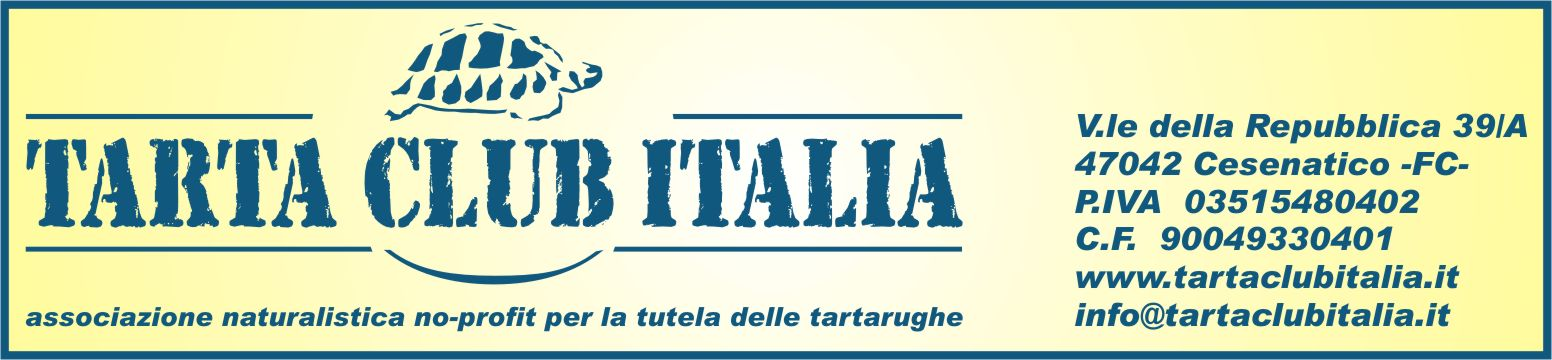 TARTA CLUB ITALIA
associazione naturalistica no-profit per la tutela delle tartarughe
V.le della Repubblica 39/A
47042 Cesenatico -FC-
P.IVA  03515480402
C.F.  90049330401
www.tartaclubitalia.it
info@tartaclubitalia.it